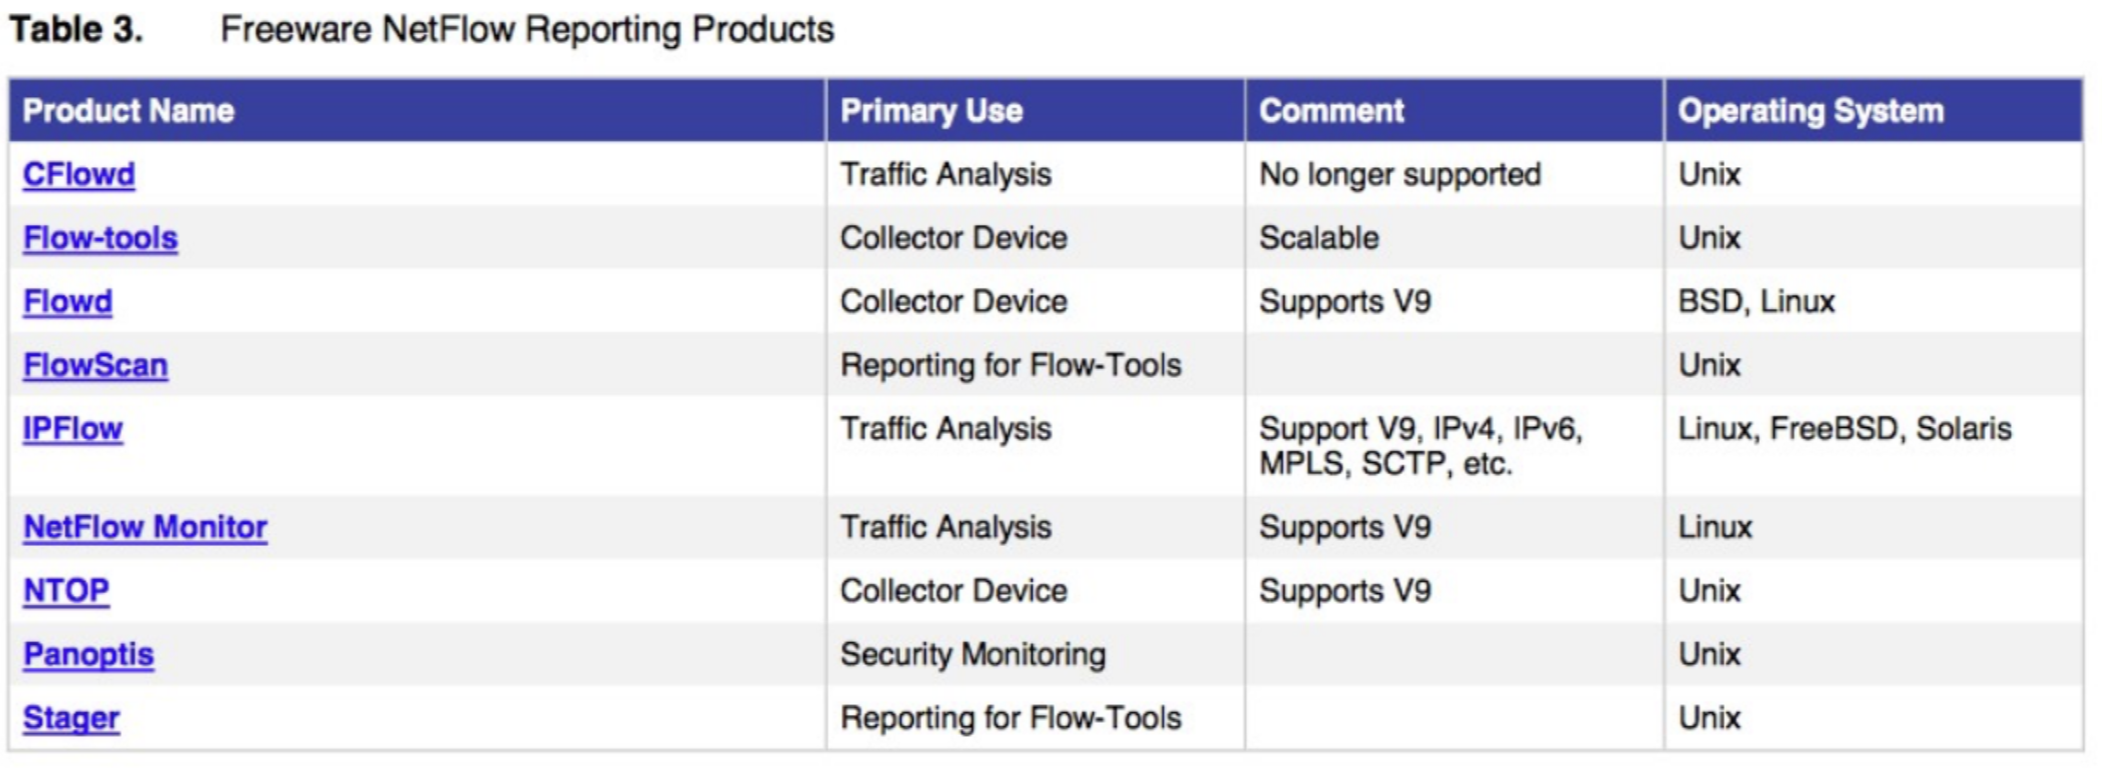 Table 3. Freeware NetFlow Reporting Products
Product Name Primary Use Comment Operating System
CFlowd Traffic Analysis No longer supported Unix
Flow-tools Collector Device Scalable Unix
Flowd Collector Device Supports V9 BSD, Linux
FlowScan Reporting for Flow-Tools Unix
IPFlow Traffic Analysis Support V9, IPv4, IPv6, Linux, FreeBSD, Solaris
MPLS, SCTP, etc.
NetFlow Monitor Traffic Analysis Supports V9 Linux
NTOP Collector Device Supports V9 Unix
Panoptis Security Monitoring Unix
Stager Reporting for Flow-Tools Unix